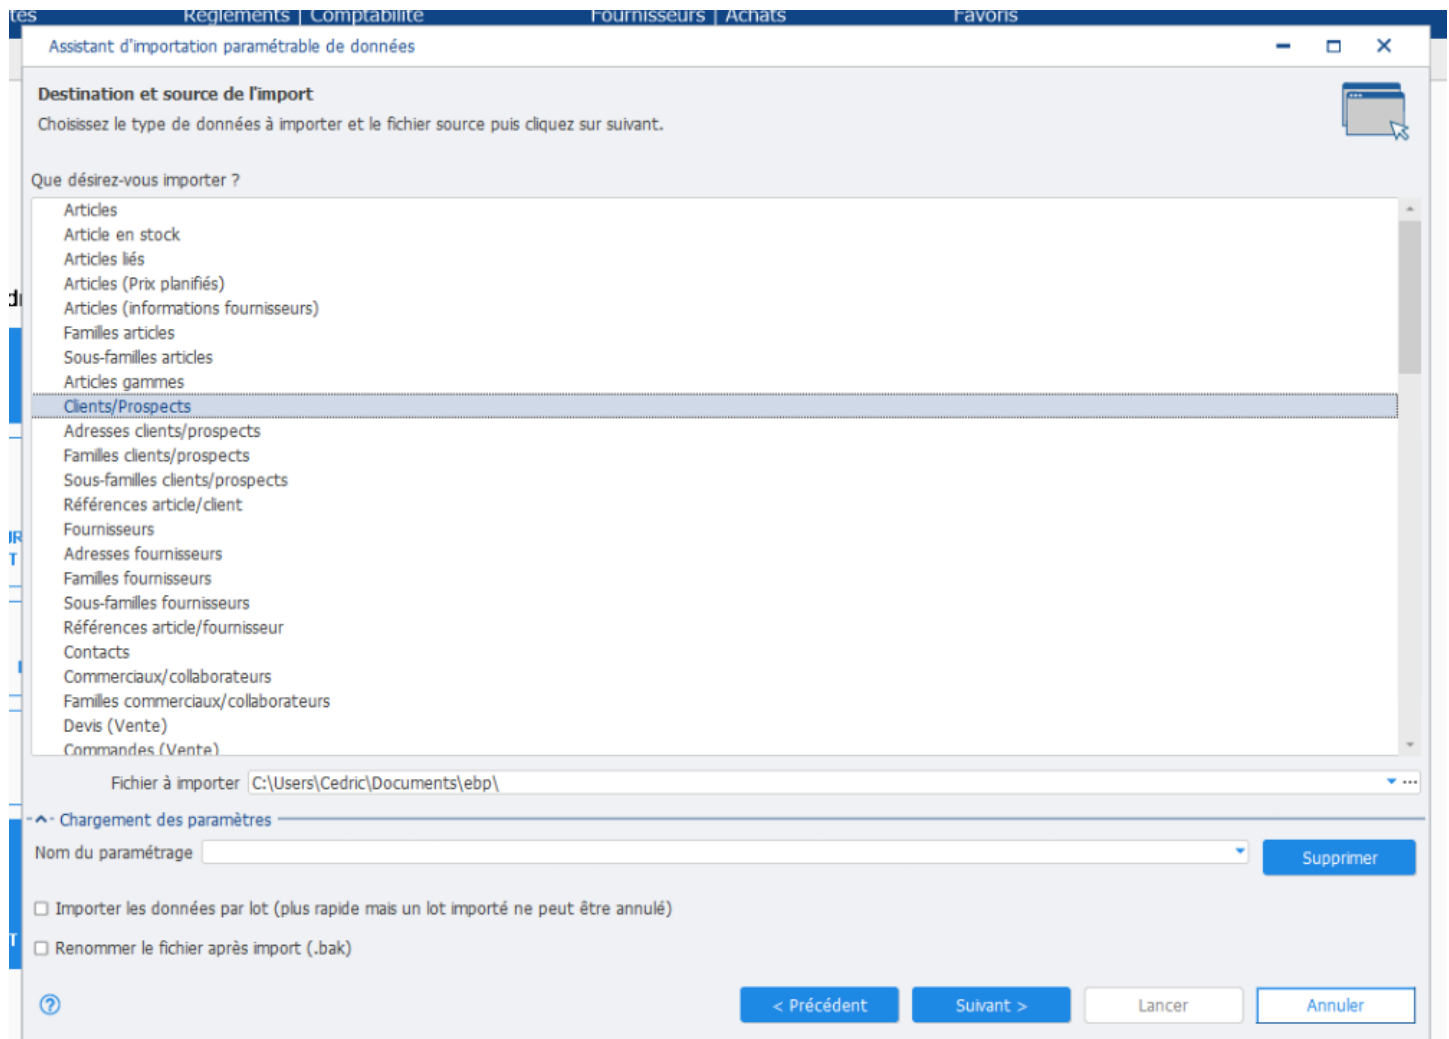 tes Règlements | Comptabilité Fournisseurs | Achats Favoris
Assistant d'importation paramétrable de données
Destination et source de l'import
Choisissez le type de données à importer et le fichier source puis cliquez sur suivant.
Que désirez-vous importer ?
Articles
Article en stock
Articles liés
Articles (Prix planifiés)
Articles (informations fournisseurs)
Familles articles
Sous-familles articles
Articles gammes
Clients/Prospects
Adresses clients/prospects
Familles clients/prospects
Sous-familles clients/prospects
Références article/client
Fournisseurs
Adresses fournisseurs
Familles fournisseurs
Sous-familles fournisseurs
Références article/fournisseur
Contacts
Commerciaux/collaborateurs
Familles commerciaux/collaborateurs
Devis (Vente)
Commandes (Vente)
Fichier à importer C:\Users\Cedric\Documents\ebp\
Chargement des paramètres
Nom du paramétrage
Supprimer
Importer les données par lot (plus rapide mais un lot importé ne peut être annulé)
Renommer le fichier après import (.bak)
< Précédent Suivant > Lancer Annuler